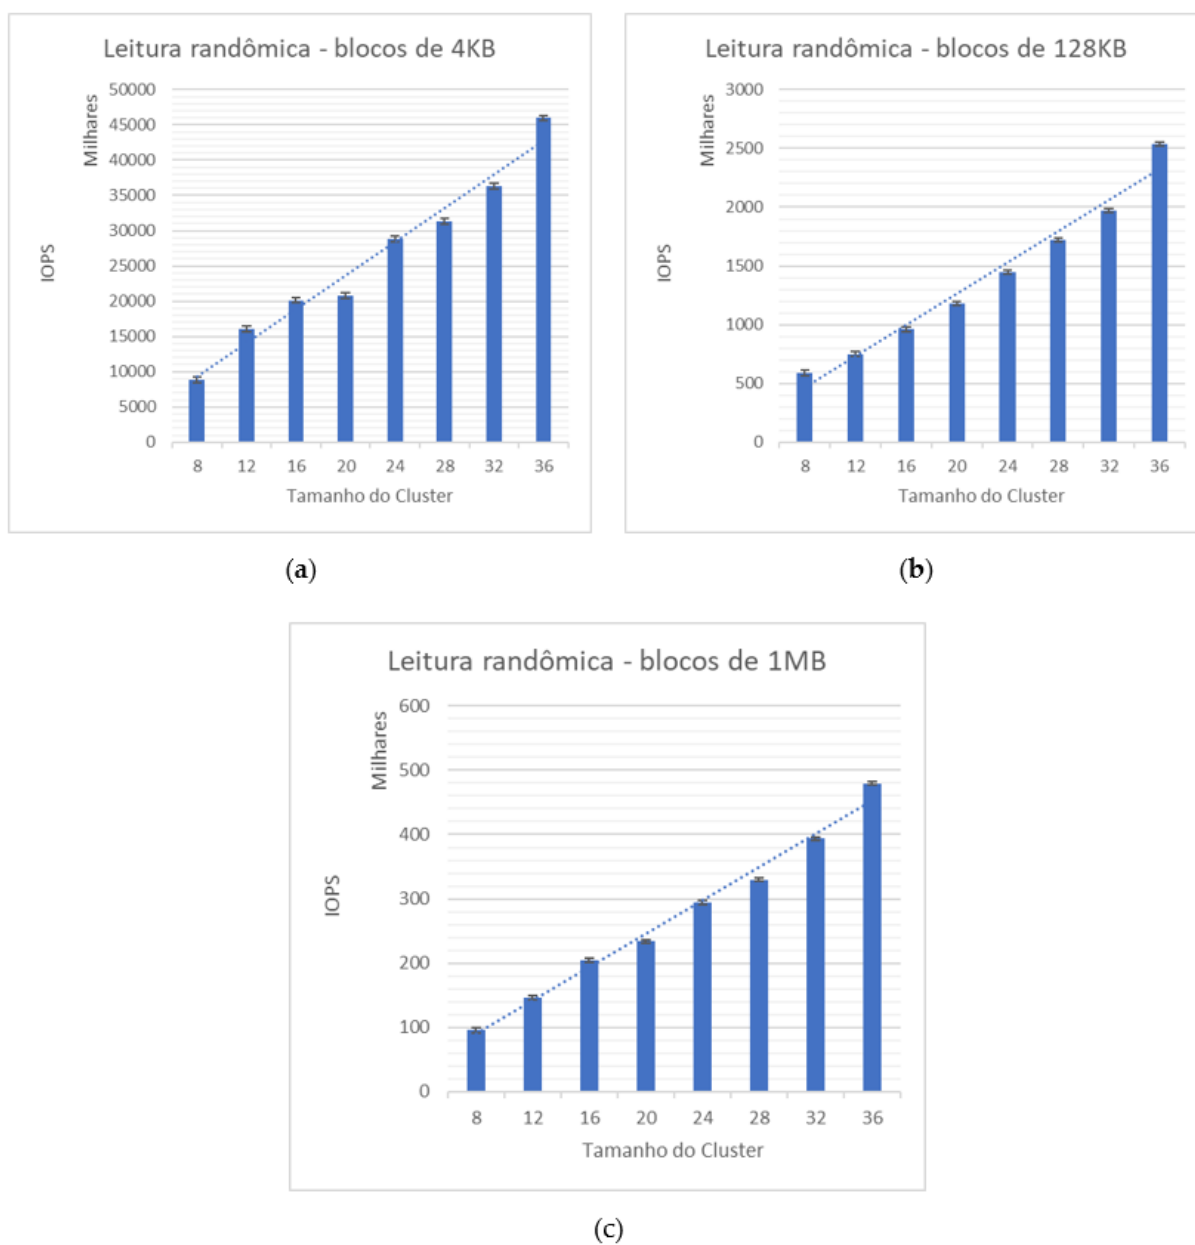 Leitura randômica - blocos de 4KB
Milhares
IOPS
50000
45000
40000
35000
30000
25000
20000
15000
10000
5000
0
8 12 16 20 24 28 32 36
Tamanho do Cluster
(a)
Leitura randômica - blocos de 128KB
Milhares
IOPS
3000
2500
2000
1500
1000
500
0
8 12 16 20 24 28 32 36
Tamanho do Cluster
(b)
Leitura randômica - blocos de 1MB
Milhares
IOPS
600
500
400
300
200
100
0
8 12 16 20 24 28 32 36
Tamanho do Cluster
(c)